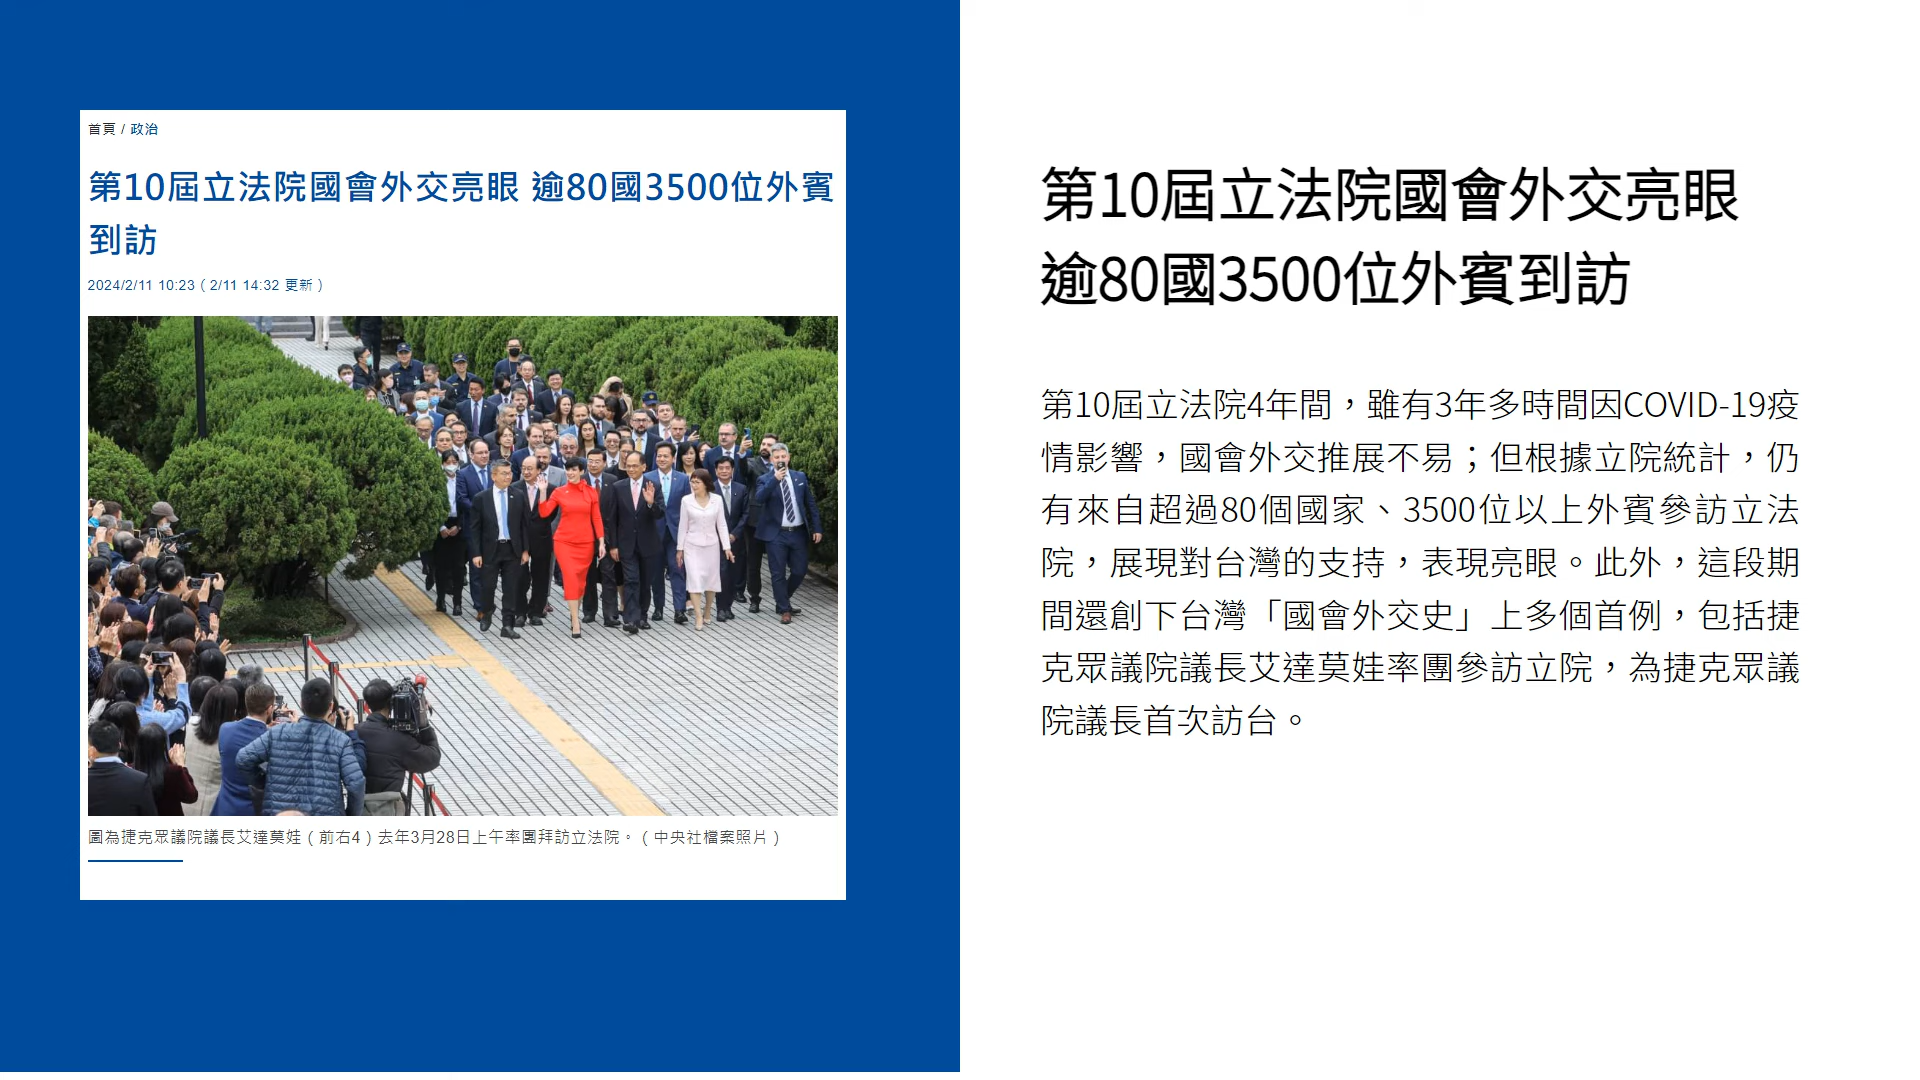 首頁 / 政治
第10屆立法院國會外交亮眼 逾80國3500位外賓
到訪
2024/2/11 10:23（2/11 14:32 更新）
圖為捷克眾議院議長艾達莫娃（前右4）去年3月28日上午率團拜訪立法院。（中央社檔案照片）
第10屆立法院國會外交亮眼
逾80國3500位外賓到訪
第10屆立法院4年間，雖有3年多時間因COVID-19疫
情影響，國會外交推展不易；但根據立院統計，仍
有來自超過80個國家、3500位以上外賓參訪立法
院，展現對台灣的支持，表現亮眼。此外，這段期
間還創下台灣「國會外交史」上多個首例，包括捷
克眾議院議長艾達莫娃率團參訪立院，為捷克眾議
院議長首次訪台。